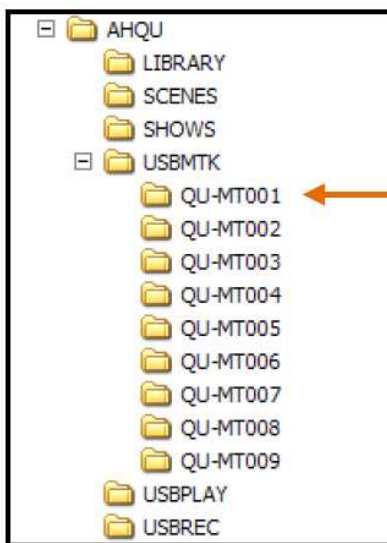 AHQU
LIBRARY
SCENES
SHOWS
USBMTK
QU-MT001
QU-MT002
QU-MT003
QU-MT004
QU-MT005
QU-MT006
QU-MT007
QU-MT008
QU-MT009
USBPLAY
USBREC